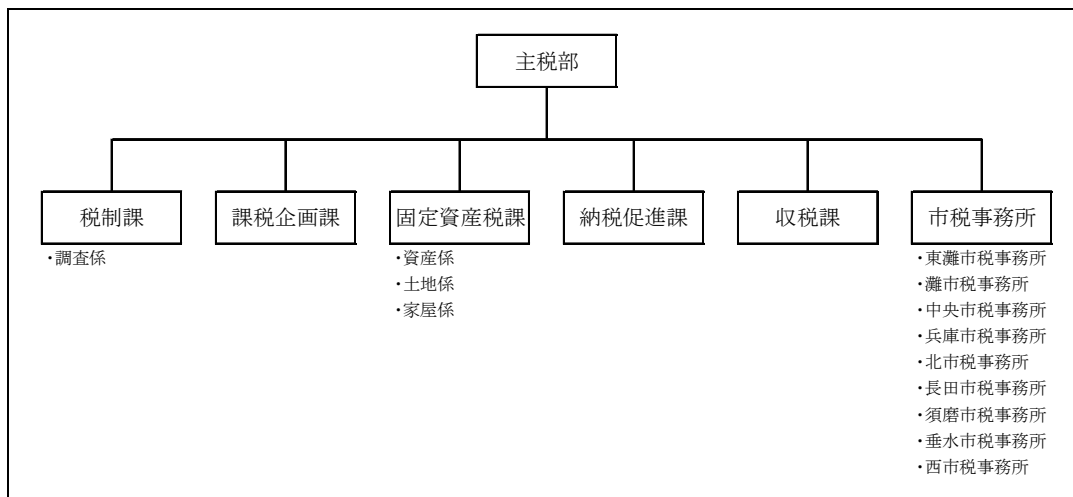 主税部
税制課
・調査係
課税企画課
固定資産税課
・資産係
・土地係
・家屋係
納税促進課
収税課
市税事務所
・東灘市税事務所
・灘市税事務所
・中央市税事務所
・兵庫市税事務所
・北市税事務所
・長田市税事務所
・須磨市税事務所
・垂水市税事務所
・西市税事務所